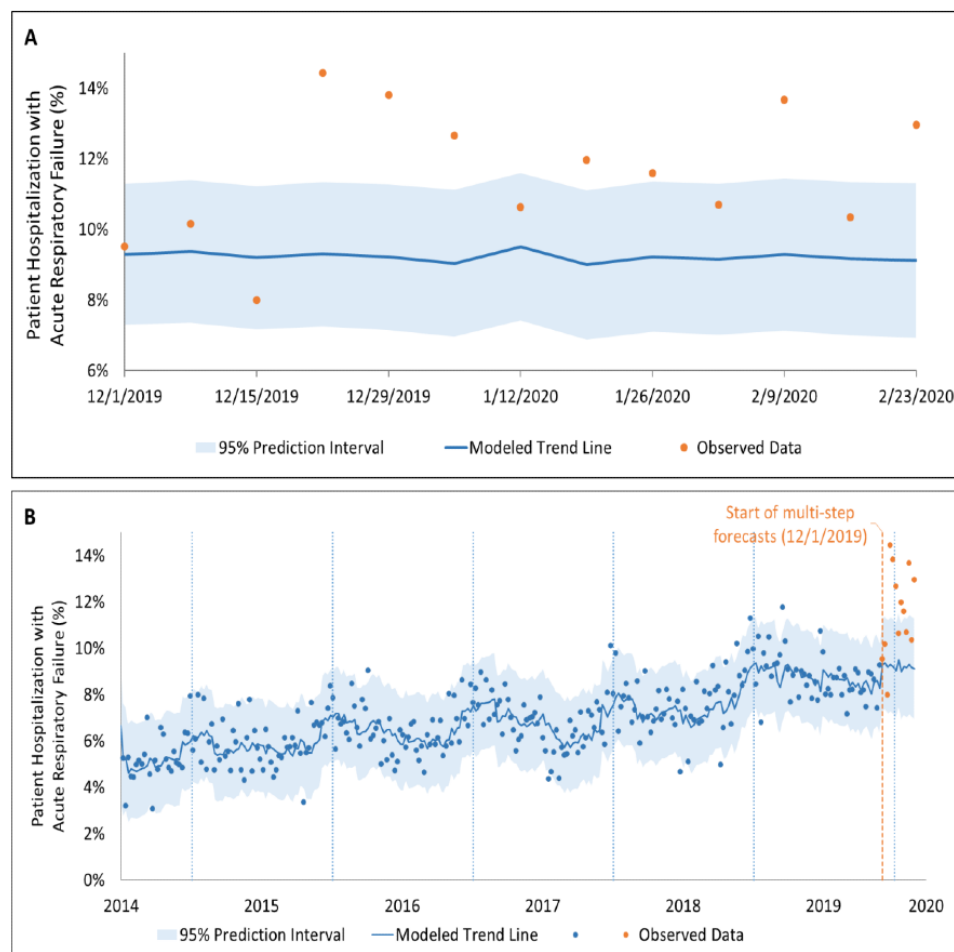 A
Patient Hospitalization with
Acute Respiratory Failure (%)
14%
12%
10%
8%
6%
12/1/2019 12/15/2019 12/29/2019 1/12/2020 1/26/2020 2/9/2020 2/23/2020
95% Prediction Interval Modeled Trend Line Observed Data
B
Start of multi-step
forecasts (12/1/2019)
Patient Hospitalization with
Acute Respiratory Failure (%)
14%
12%
10%
8%
6%
4%
2%
0%
2014 2015 2016 2017 2018 2019 2020
95% Prediction Interval Modeled Trend Line Observed Data